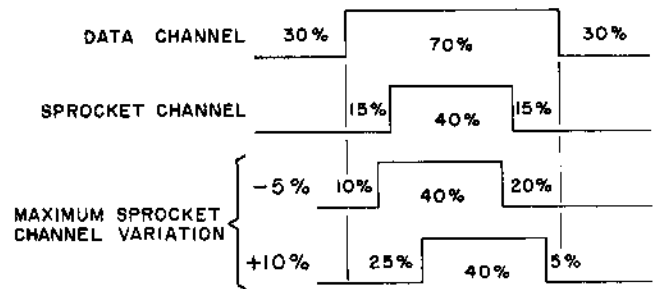 DATA CHANNEL 30% 70% 30%
SPROCKET CHANNEL 15% 40% 15%
MAXIMUM SPROCKET
CHANNEL VARIATION
-5% 10% 40% 20%
+10% 25% 40% 5%